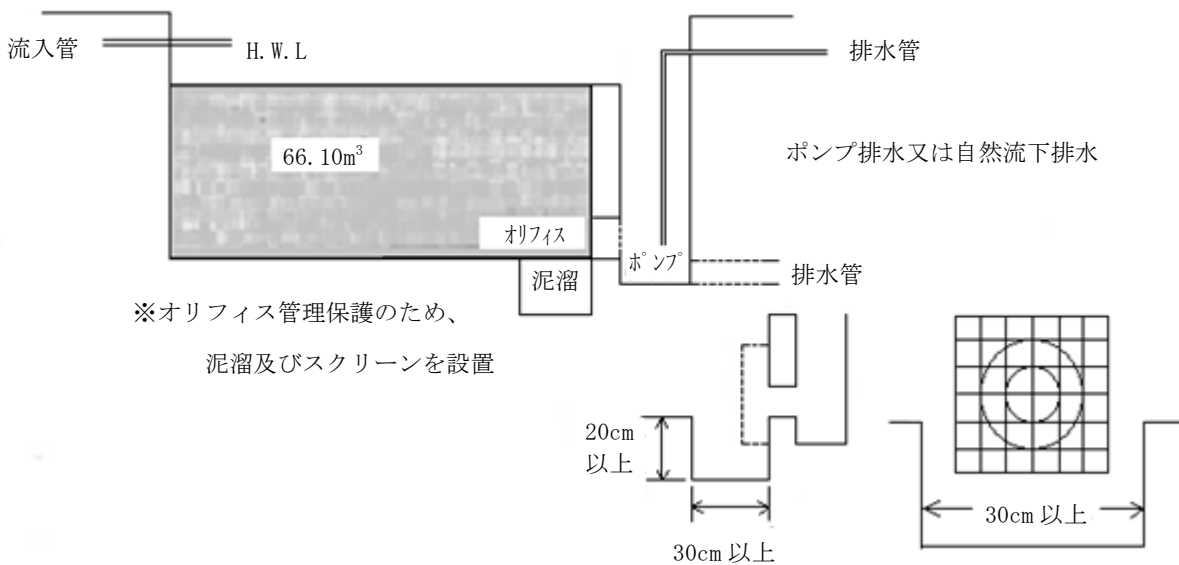 流入管
H.W.L
排水管
66.10m³
ポンプ排水又は自然流下排水
オリフィス
ポンプ
泥溜
排水管
※オリフィス管理保護のため、
泥溜及びスクリーンを設置
20cm
以上
30cm 以上
30cm 以上